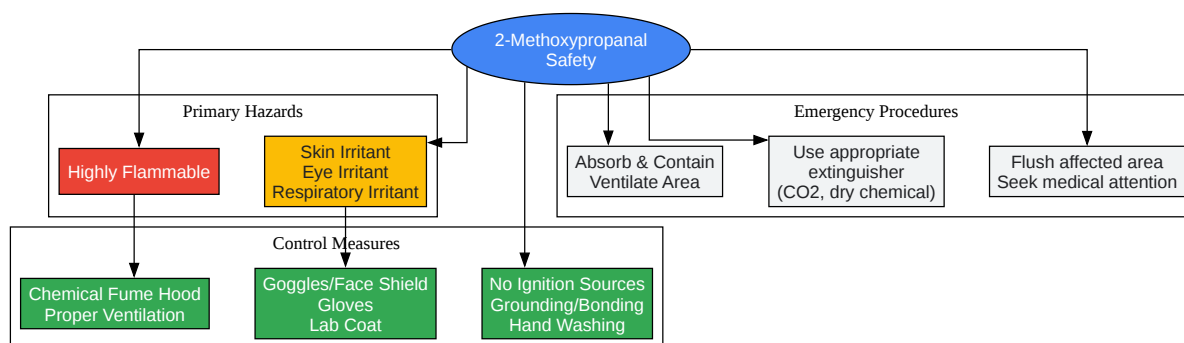 2-Methoxypropanal
Safety
Primary Hazards
Highly Flammable
Skin Irritant
Eye Irritant
Respiratory Irritant
Emergency Procedures
Absorb & Contain
Ventilate Area
Use appropriate
extinguisher
(CO2, dry chemical)
Flush affected area
Seek medical attention
Control Measures
Chemical Fume Hood
Proper Ventilation
Goggles/Face Shield
Gloves
Lab Coat
No Ignition Sources
Grounding/Bonding
Hand Washing